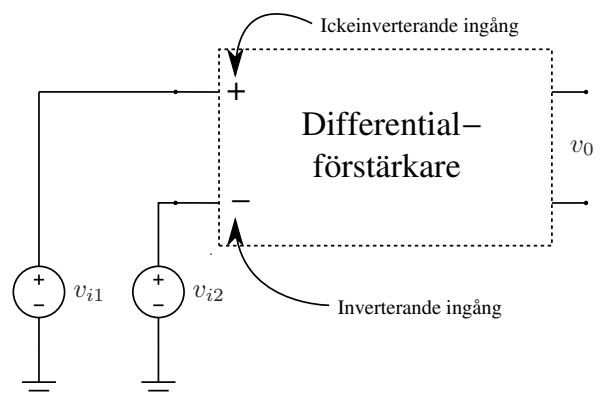 Ickeinverterande ingång
+
Differential–
förstärkare
v0
−
+
−
vi1
+
−
vi2
Inverterande ingång